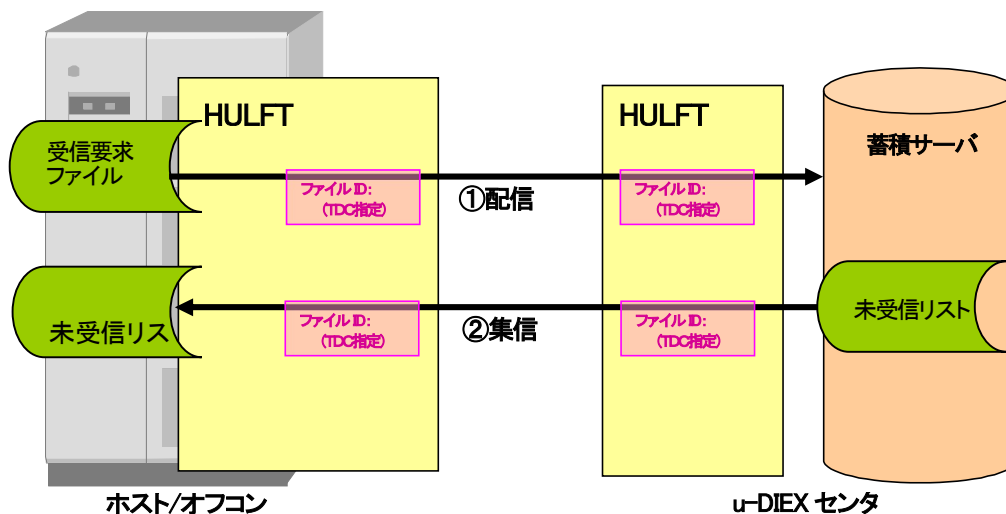 HULFT
HULFT
蓄積サーバ
受信要求
ファイル
ファイルID:
(TDC指定)
①配信
ファイルID:
(TDC指定)
未受信リス
ファイルID:
(TDC指定)
②集信
ファイルID:
(TDC指定)
未受信リスト
ホスト/オフコン
u-DIEX センタ